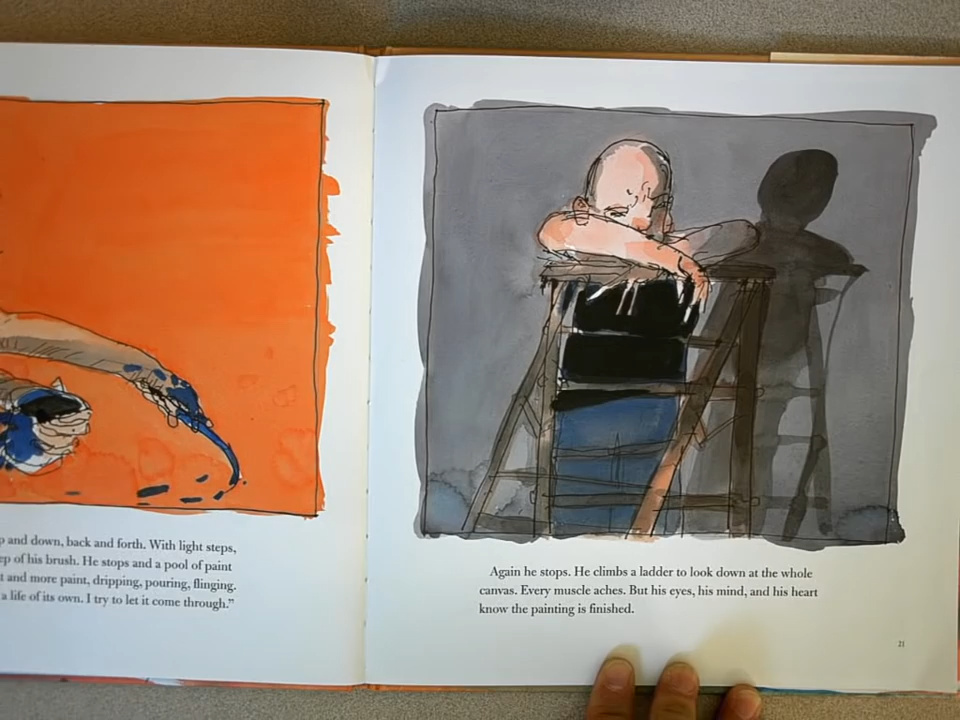 and down, back and forth. With light steps,
of his brush. He stops and a pool of paint
and more paint, dripping, pouring, flinging.
a life of its own. I try to let it come through.”
Again he stops. He climbs a ladder to look down at the whole
canvas. Every muscle aches. But his eyes, his mind, and his heart
know the painting is finished.
21